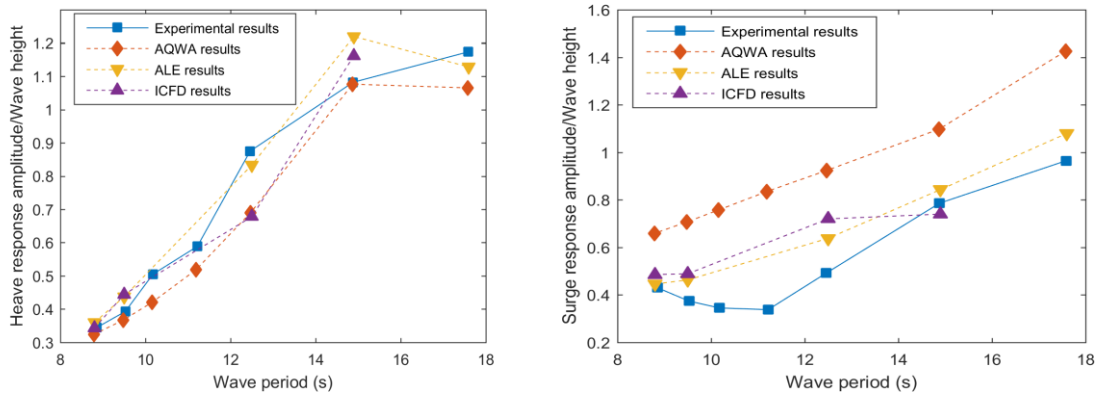 Experimental results
AQWA results
ALE results
ICFD results
Heave response amplitude/Wave height
1.2
1.1
1
0.9
0.8
0.7
0.6
0.5
0.4
0.3
8
10
12
14
16
18
Wave period (s)
Experimental results
AQWA results
ALE results
ICFD results
Surge response amplitude/Wave height
1.6
1.4
1.2
1
0.8
0.6
0.4
0.2
8
10
12
14
16
18
Wave period (s)